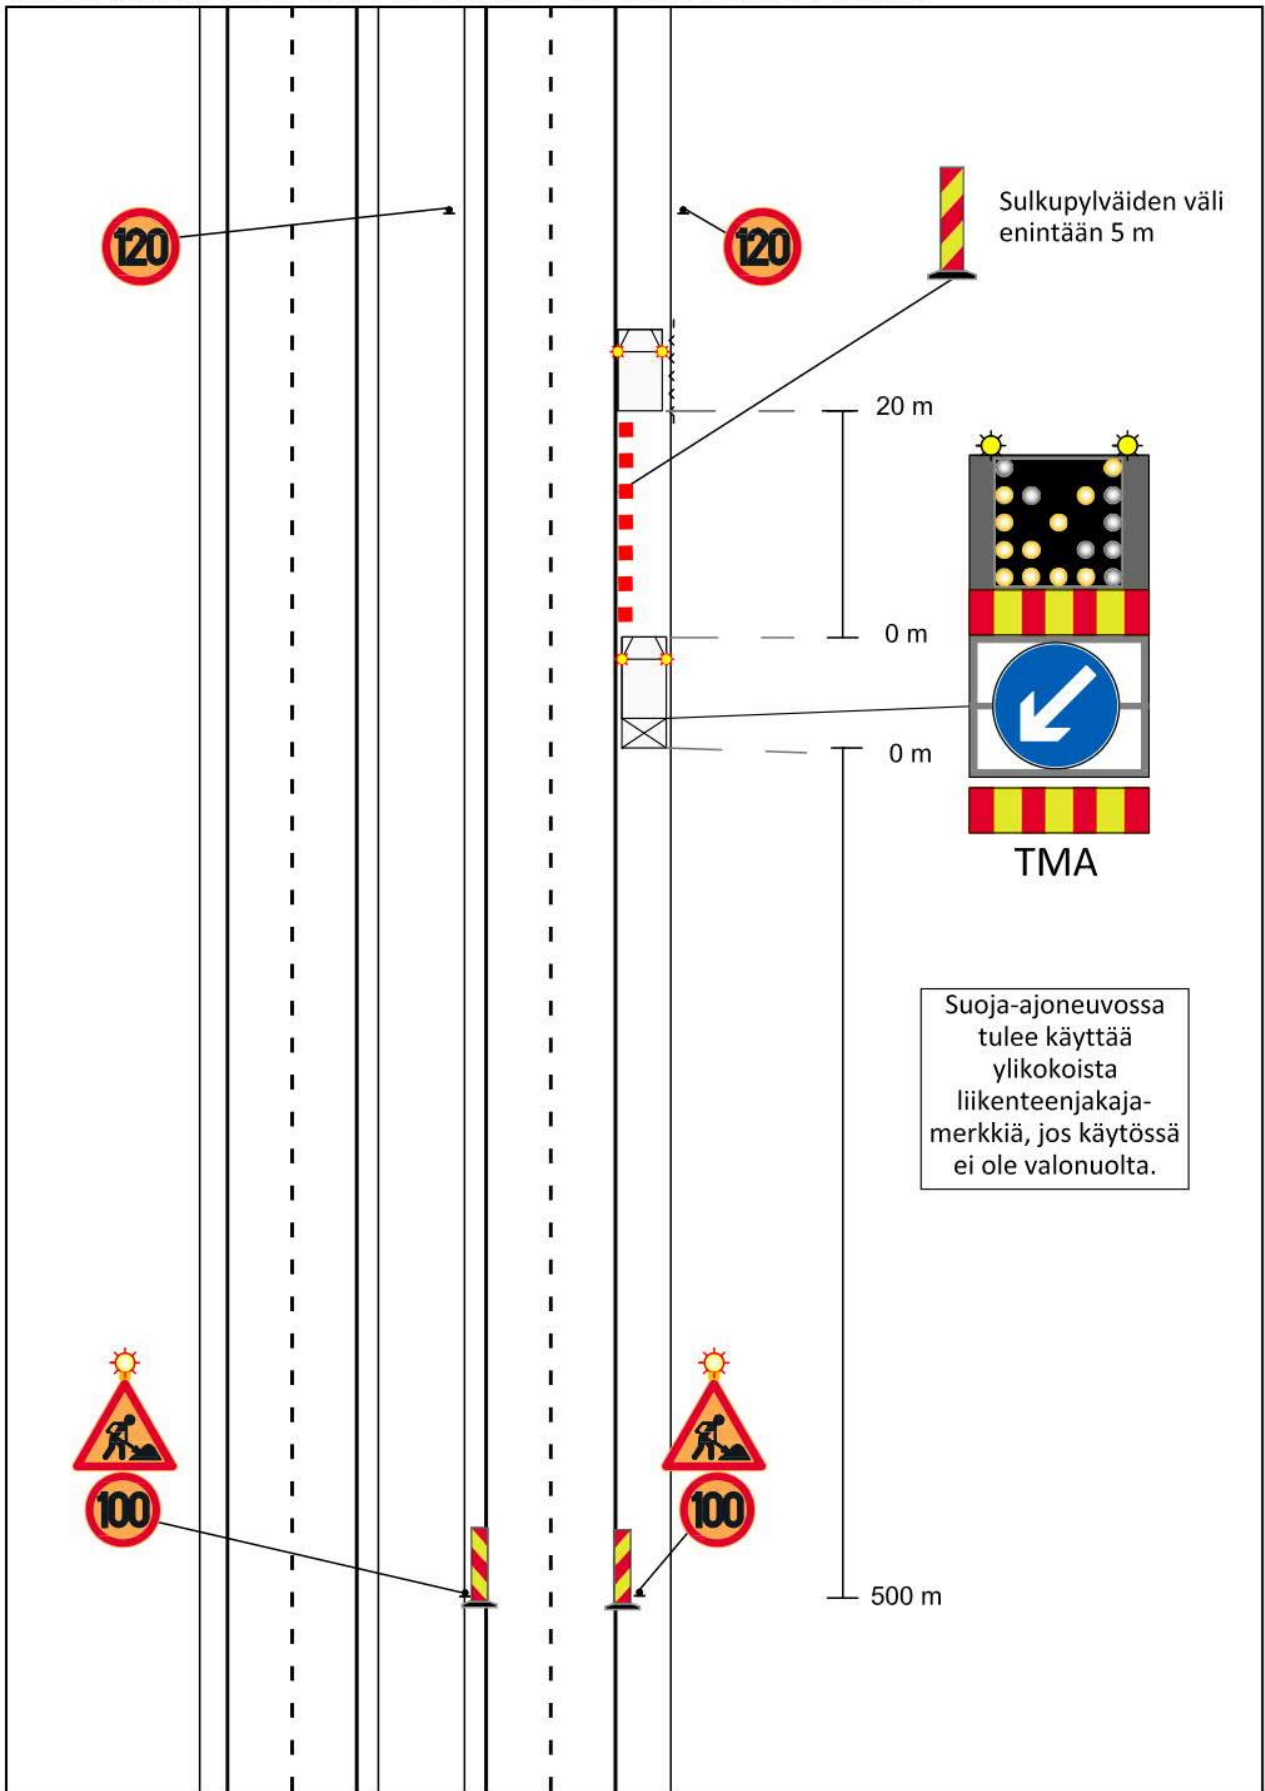 120
120
Sulkupylväiden väli
enintään 5 m
20 m
0 m
0 m
TMA
Suoja-ajoneuvossa
tulee käyttää
ylikokoista
liikenteenjakaja-
merkkiä, jos käytössä
ei ole valonuolta.
100
100
500 m